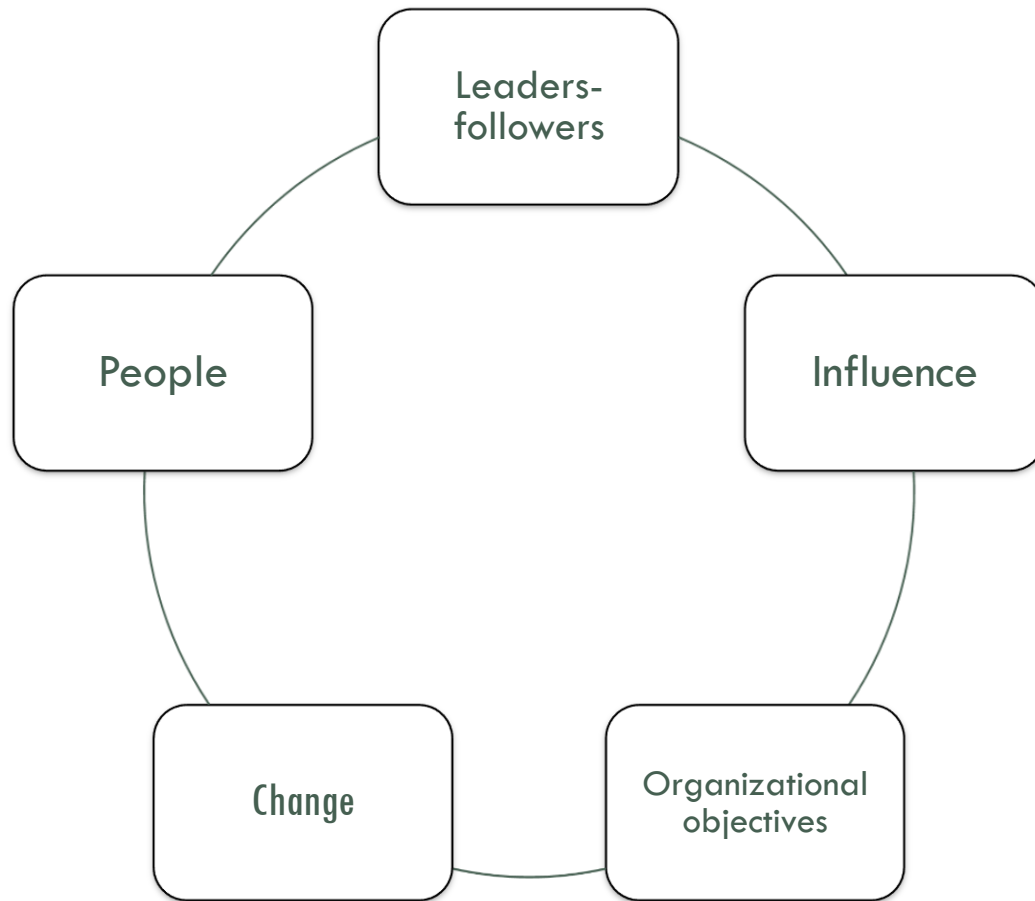 Leaders-
followers
People
Influence
Change
Organizational
objectives